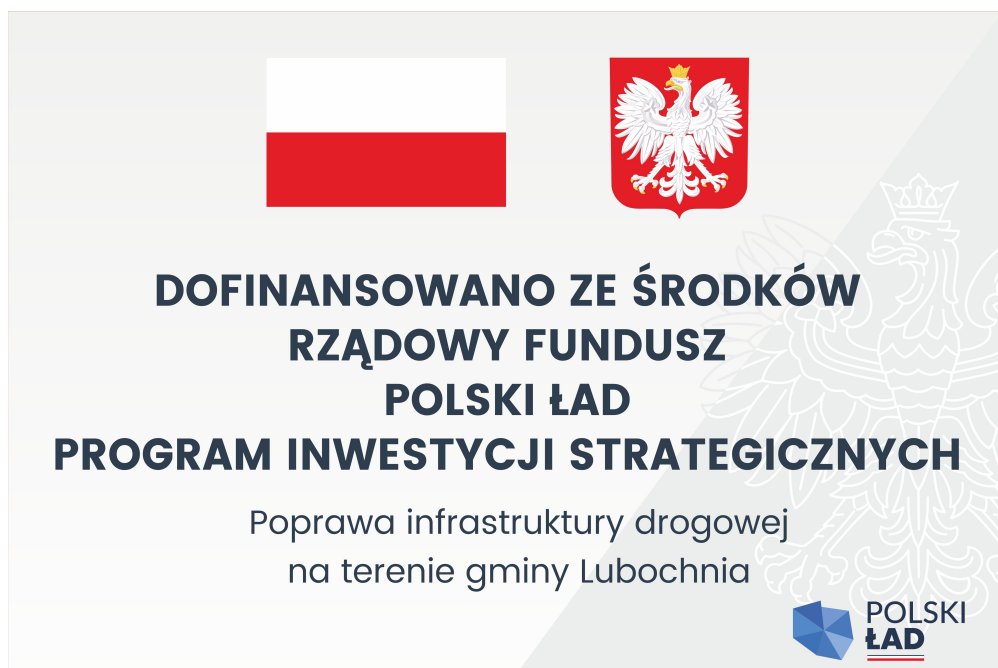 DOFINANSOWANO ZE ŚRODKÓW
RZĄDOWY FUNDUSZ
POLSKI ŁAD
PROGRAM INWESTYCJI STRATEGICZNYCH
Poprawa infrastruktury drogowej
na terenie gminy Lubochnia
POLSKI
ŁAD